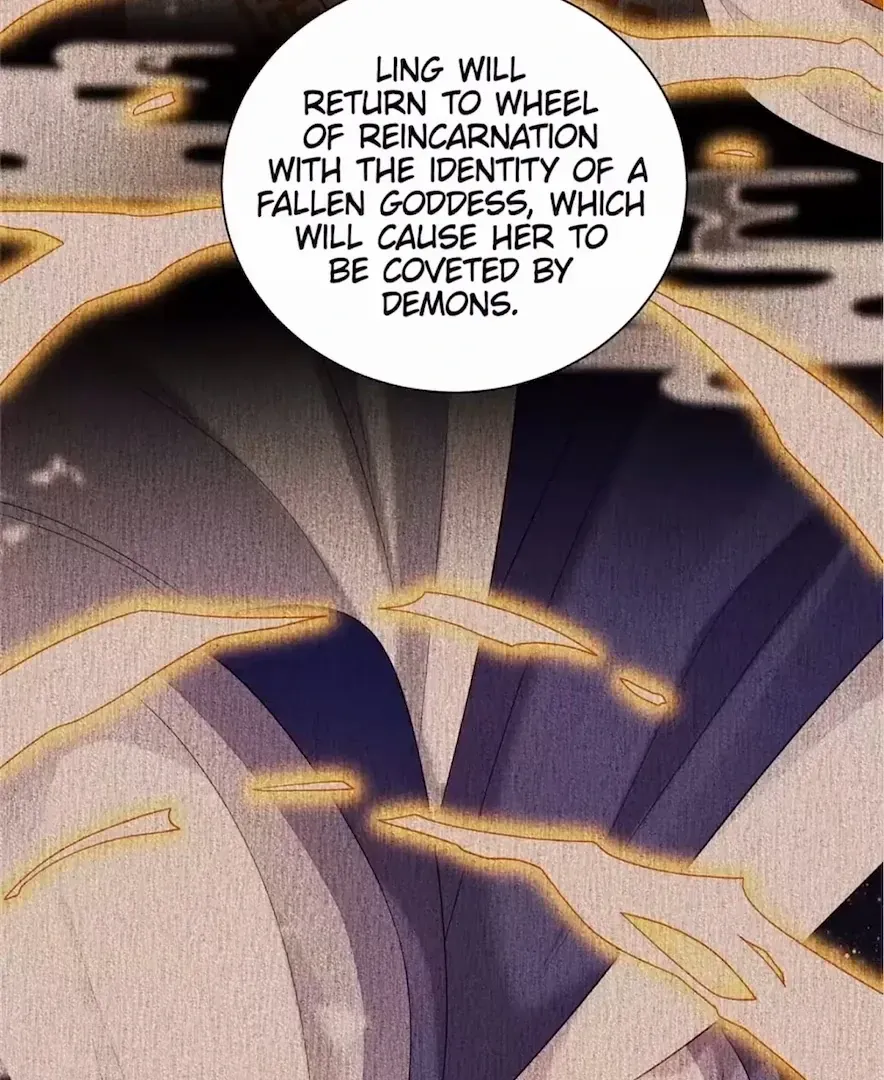 LING WILL
RETURN TO WHEEL
OF REINCARNATION
WITH THE IDENTITY OF A
FALLEN GODDESS, WHICH
WILL CAUSE HER TO
BE COVETED BY
DEMONS.